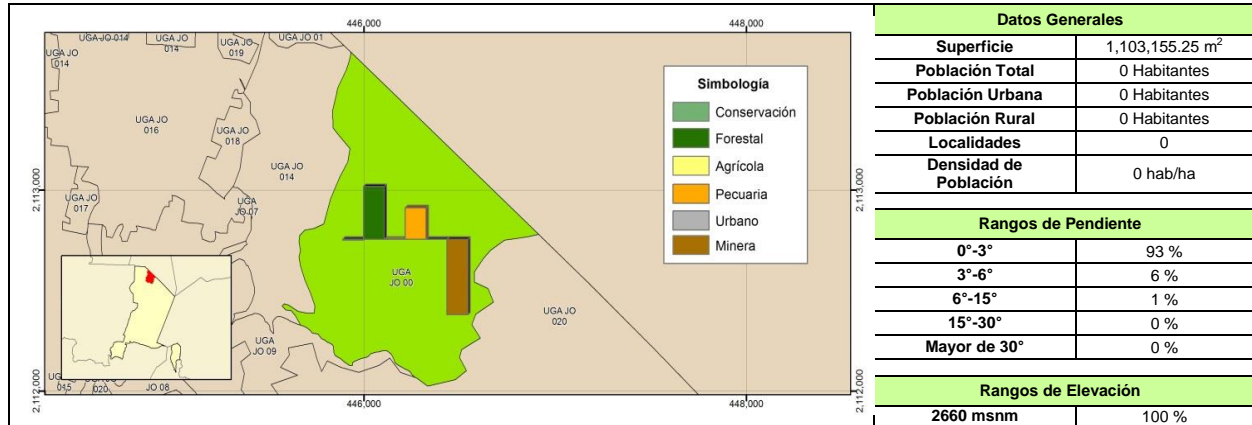 446,000
448,000
UGA JO 014
UGA JO
014
UGA JO
019
UGA JO 01
UGA JO
014
UGA JO
016
UGA JO
018
UGA JO
014
UGA JO
017
UGA
JO 07
UGA
JO 00
UGA JO
020
UGA
JO 09
JO 08
045
020
2,113,000
2,113,000
2,112,000
2,112,000
446,000
448,000
Simbología
Conservación
Forestal
Agrícola
Pecuaria
Urbano
Minera
Datos Generales
Superficie 1,103,155.25 m²
Población Total 0 Habitantes
Población Urbana 0 Habitantes
Población Rural 0 Habitantes
Localidades 0
Densidad de
Población 0 hab/ha
Rangos de Pendiente
0°-3° 93 %
3°-6° 6 %
6°-15° 1 %
15°-30° 0 %
Mayor de 30° 0 %
Rangos de Elevación
2660 msnm 100 %